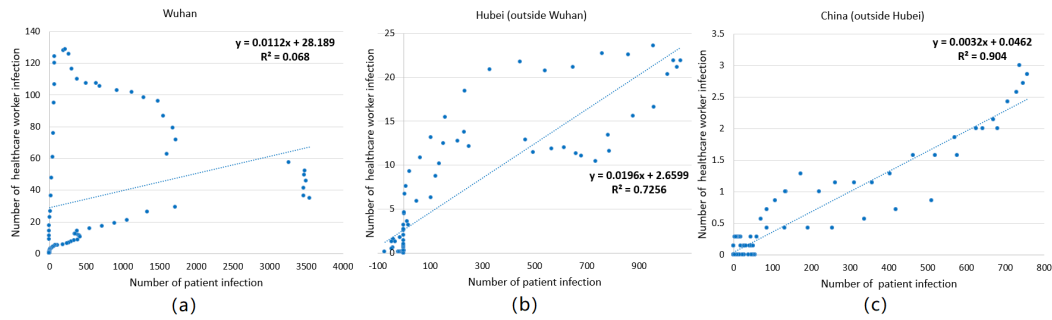 Wuhan
y = 0.0112x + 28.189
R² = 0.068
Number of healthcare worker infection
140
120
100
80
60
40
20
0
0 500 1000 1500 2000 2500 3000 3500 4000
Number of patient infection
(a)
Hubei (outside Wuhan)
y = 0.0196x + 2.6599
R² = 0.7256
Number of healthcare worker infection
25
20
15
10
5
0
-100 0 100 200 300 400 500 600 700 800 900
Number of patient infection
(b)
China (outside Hubei)
y = 0.0032x + 0.0462
R² = 0.904
Number of healthcare worker infection
3.5
3
2.5
2
1.5
1
0.5
0
0 100 200 300 400 500 600 700 800
Number of patient infection
(c)